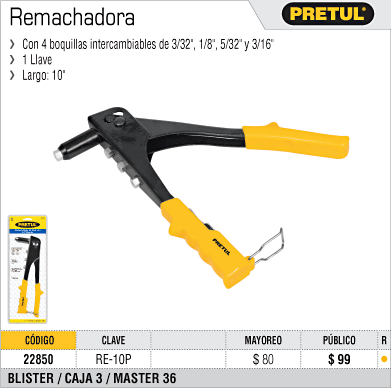 Remachadora
PRETUL®
Con 4 boquillas intercambiables de 3/32", 1/8", 5/32" y 3/16"
1 Llave
Largo: 10"
PRETUL
PRETUL
CÓDIGO CLAVE MAYOREO PÚBLICO R
22850 RE-10P $ 80 $ 99
BLISTER / CAJA 3 / MASTER 36